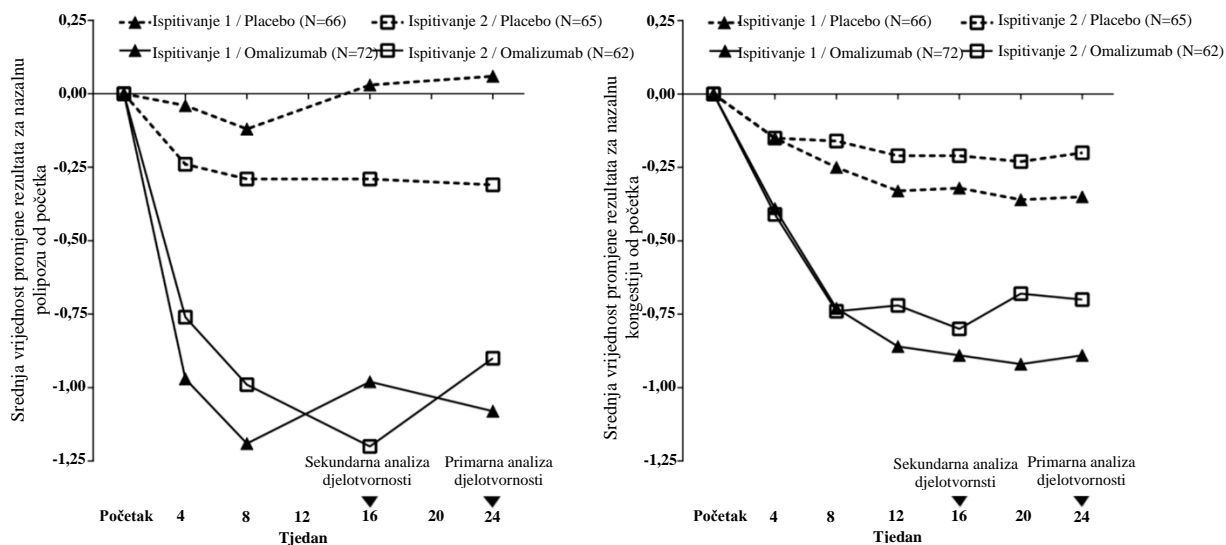 Ispitivanje 1 / Placebo (N=66) Ispitivanje 2 / Placebo (N=65)
Ispitivanje 1 / Omalizumab (N=72) Ispitivanje 2 / Omalizumab (N=62)
Srednja vrijednost promjene rezultata za nazalnu
polipozu od početka
0,25
0,00
-0,25
-0,50
-0,75
-1,00
-1,25
Sekundarna analiza
djelotvornosti
Primarna analiza
djelotvornosti
Početak 4 8 12 16 20 24
Tjedan
Ispitivanje 1 / Placebo (N=66) Ispitivanje 2 / Placebo (N=65)
Ispitivanje 1 / Omalizumab (N=72) Ispitivanje 2 / Omalizumab (N=62)
Srednja vrijednost promjene rezultata za nazalnu
kongestiju od početka
0,25
0,00
-0,25
-0,50
-0,75
-1,00
-1,25
Sekundarna analiza
djelotvornsti
Primarna analiza
djelotvornosti
Početak 4 8 12 16 20 24
Tjedan